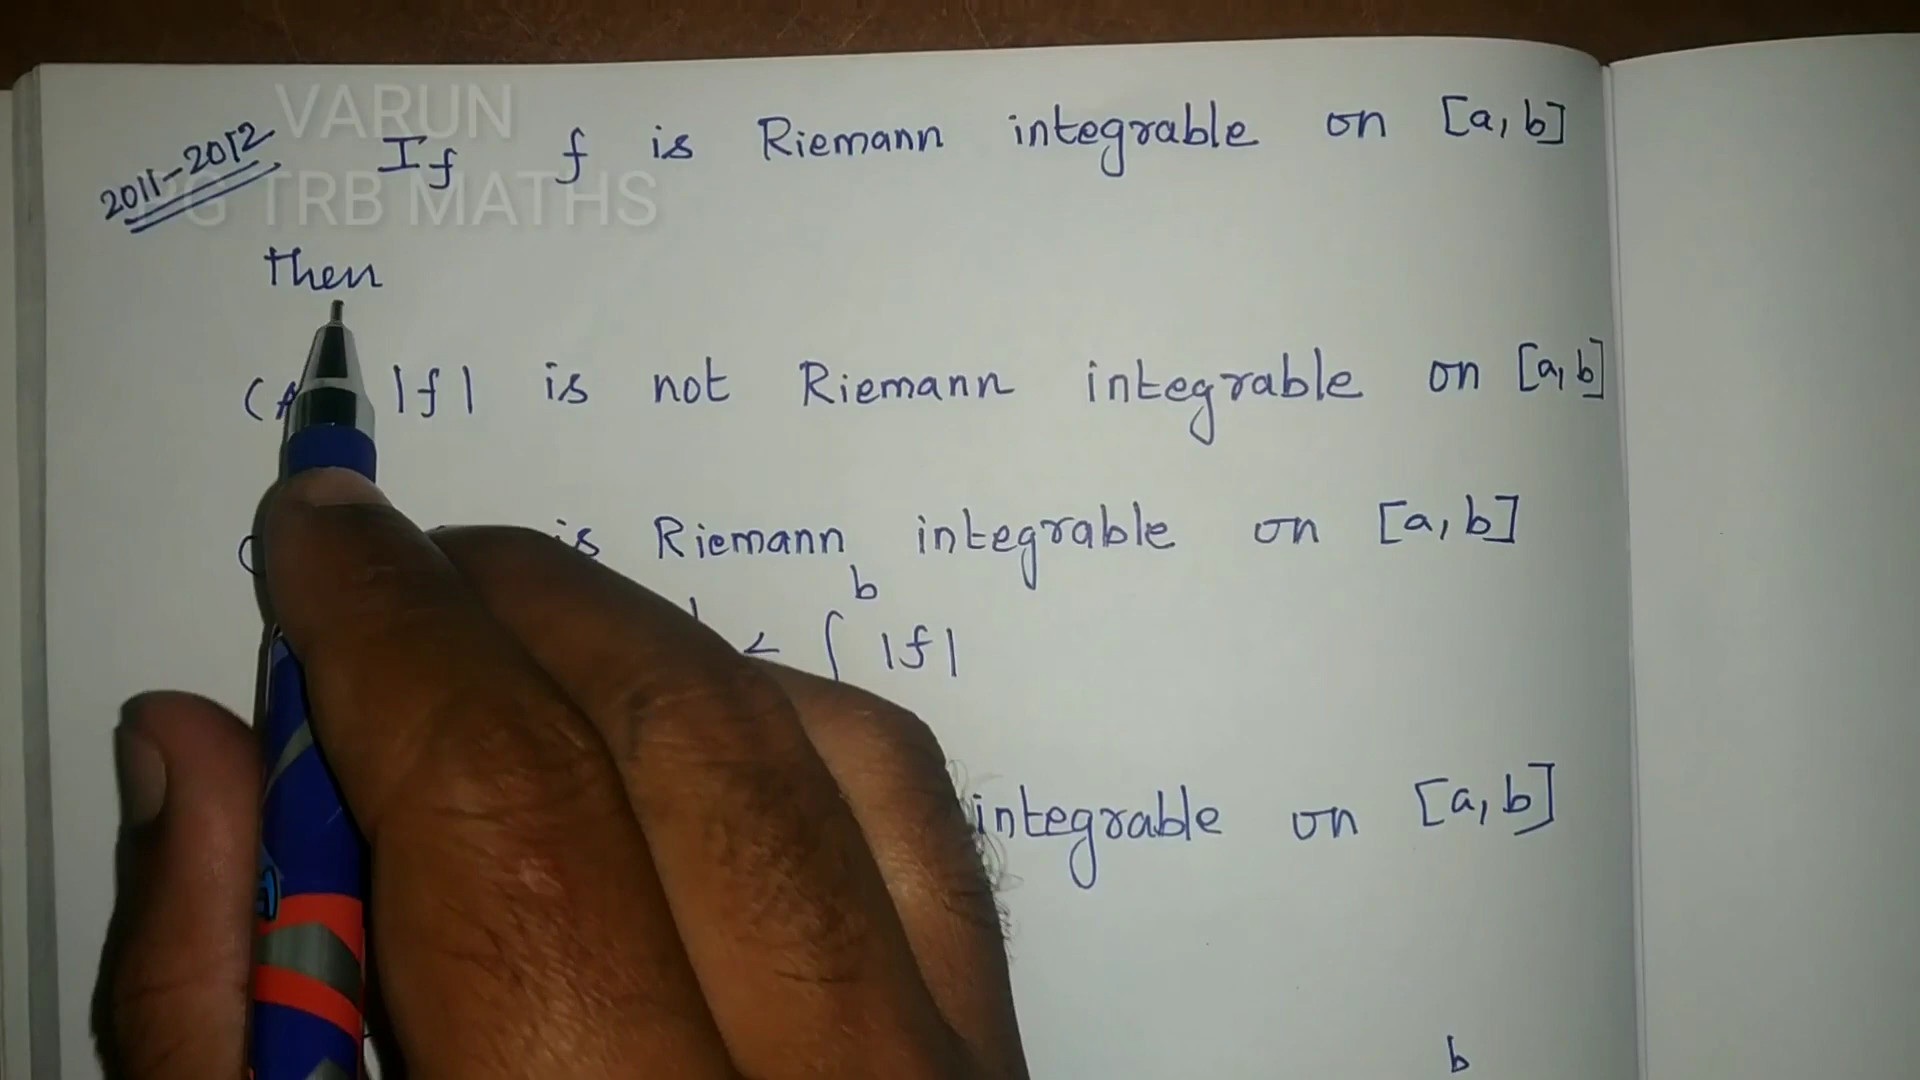 VARUN
PG TRB MATHS
2011-2012
If f is Riemann integrable on [a, b]
then
(A |f| is not Riemann integrable on [a, b]
( is Riemann integrable on [a, b]
b
< ∫ |f|
integrable on [a, b]
b